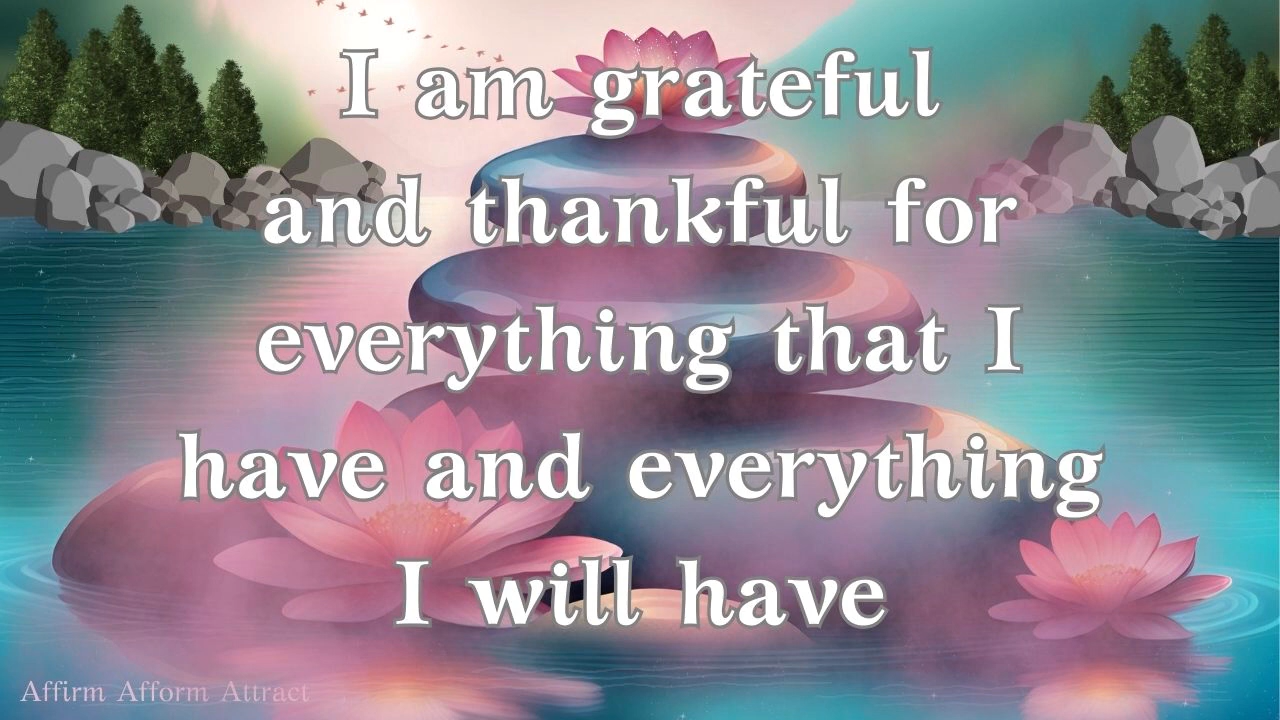 I am grateful
and thankful for
everything that I
have and everything
I will have
Affirm Afform Attract